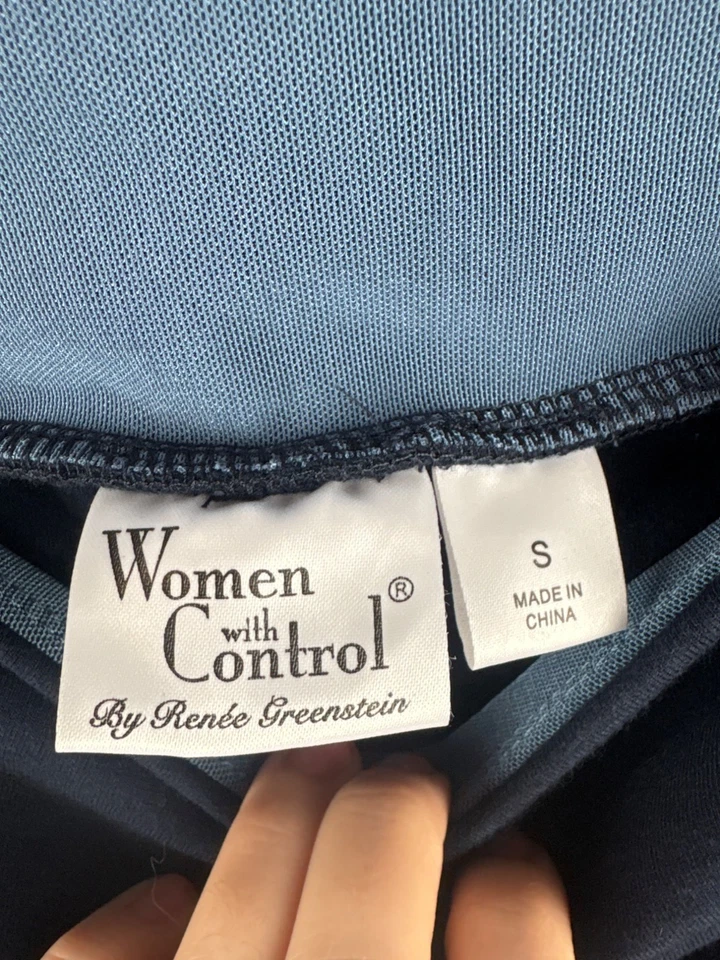 Women
with
Control®
By Renée Greenstein
S
MADE IN
CHINA